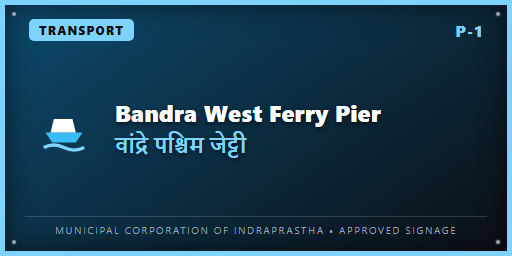 TRANSPORT
P-1
Bandra West Ferry Pier
वांद्रे पश्चिम जेट्टी
MUNICIPAL CORPORATION OF INDRAPRASTHA • APPROVED SIGNAGE